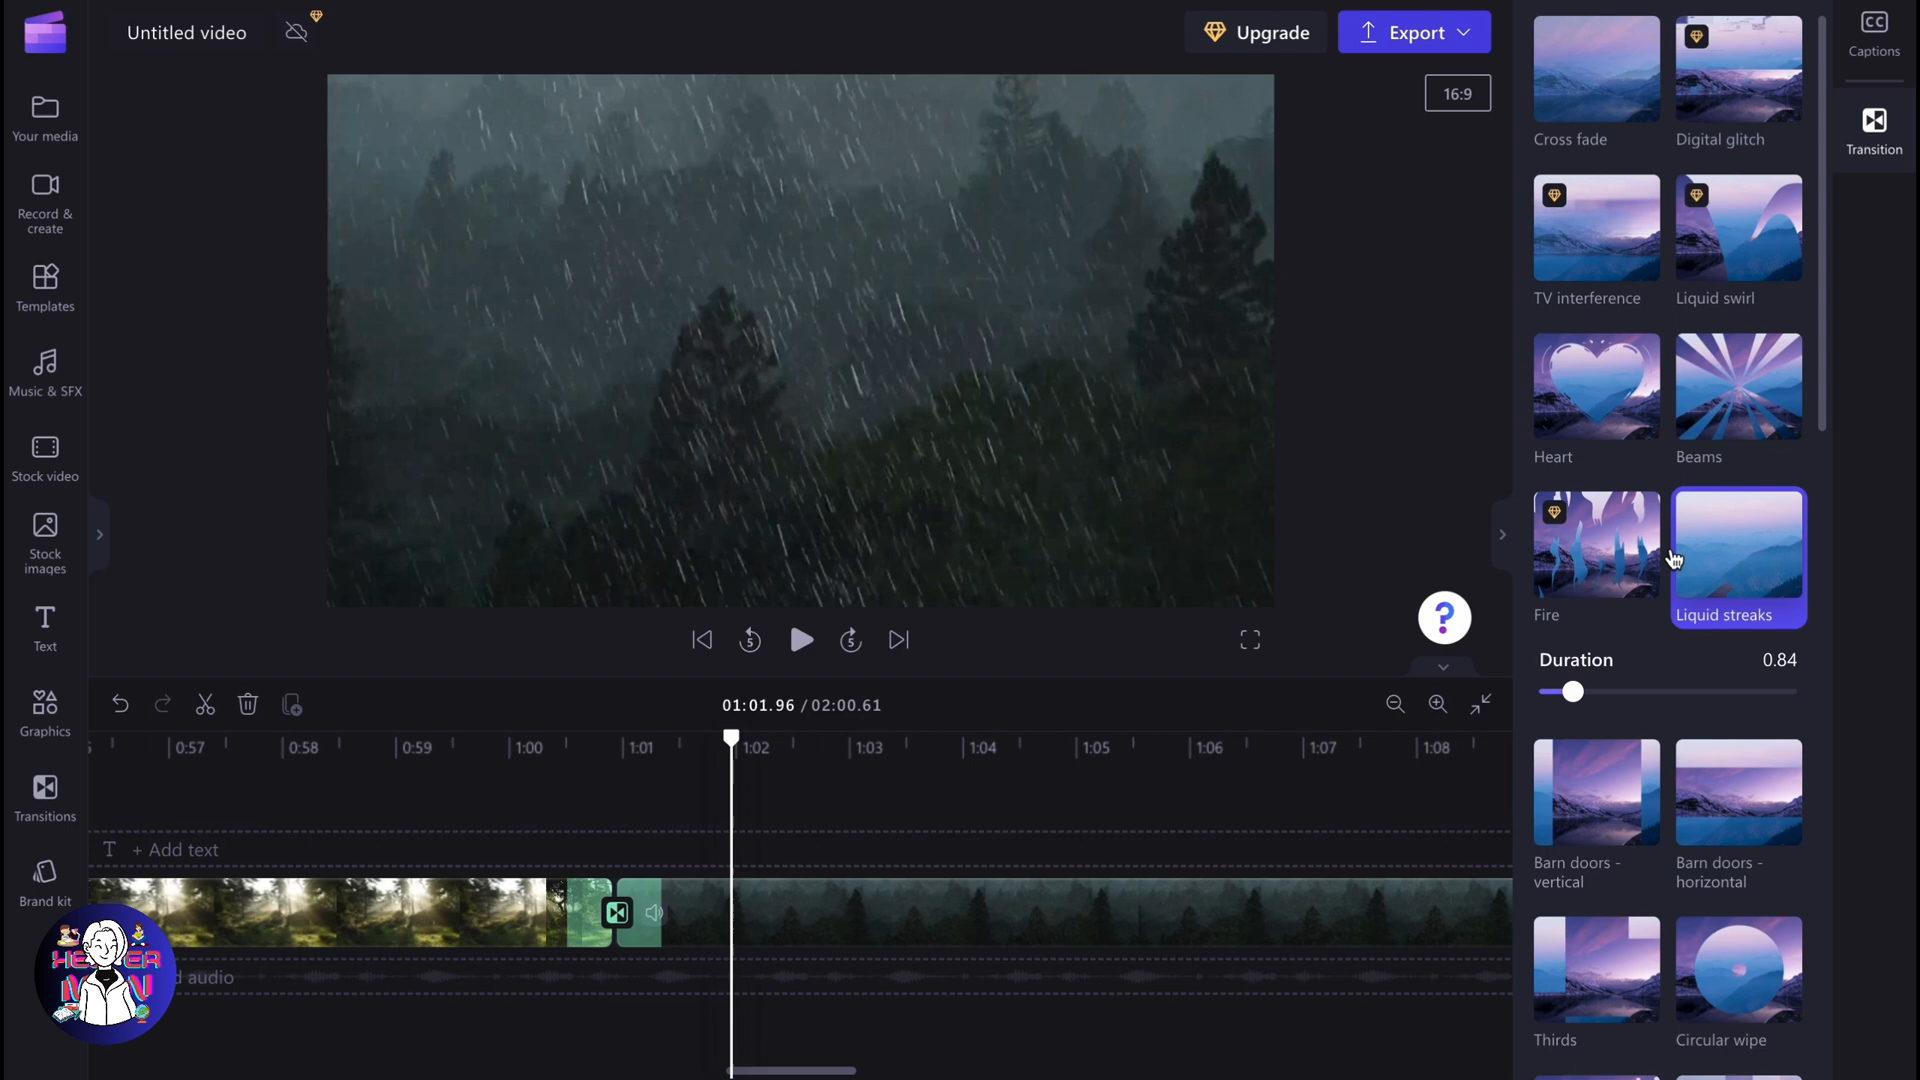 Untitled video
Upgrade
Export
16:9
Your media
Record &
create
Templates
Music & SFX
Stock video
Stock
images
Text
Graphics
Transitions
Brand kit
5
5
?
01:01.96 / 02:00.61
0:57
0:58
0:59
1:00
1:01
1:02
1:03
1:04
1:05
1:06
1:07
1:08
T + Add text
d audio
Cross fade
Digital glitch
TV interference
Liquid swirl
Heart
Beams
Fire
Liquid streaks
Duration 0.84
Barn doors -
vertical
Barn doors -
horizontal
Thirds
Circular wipe
CC
Captions
Transition